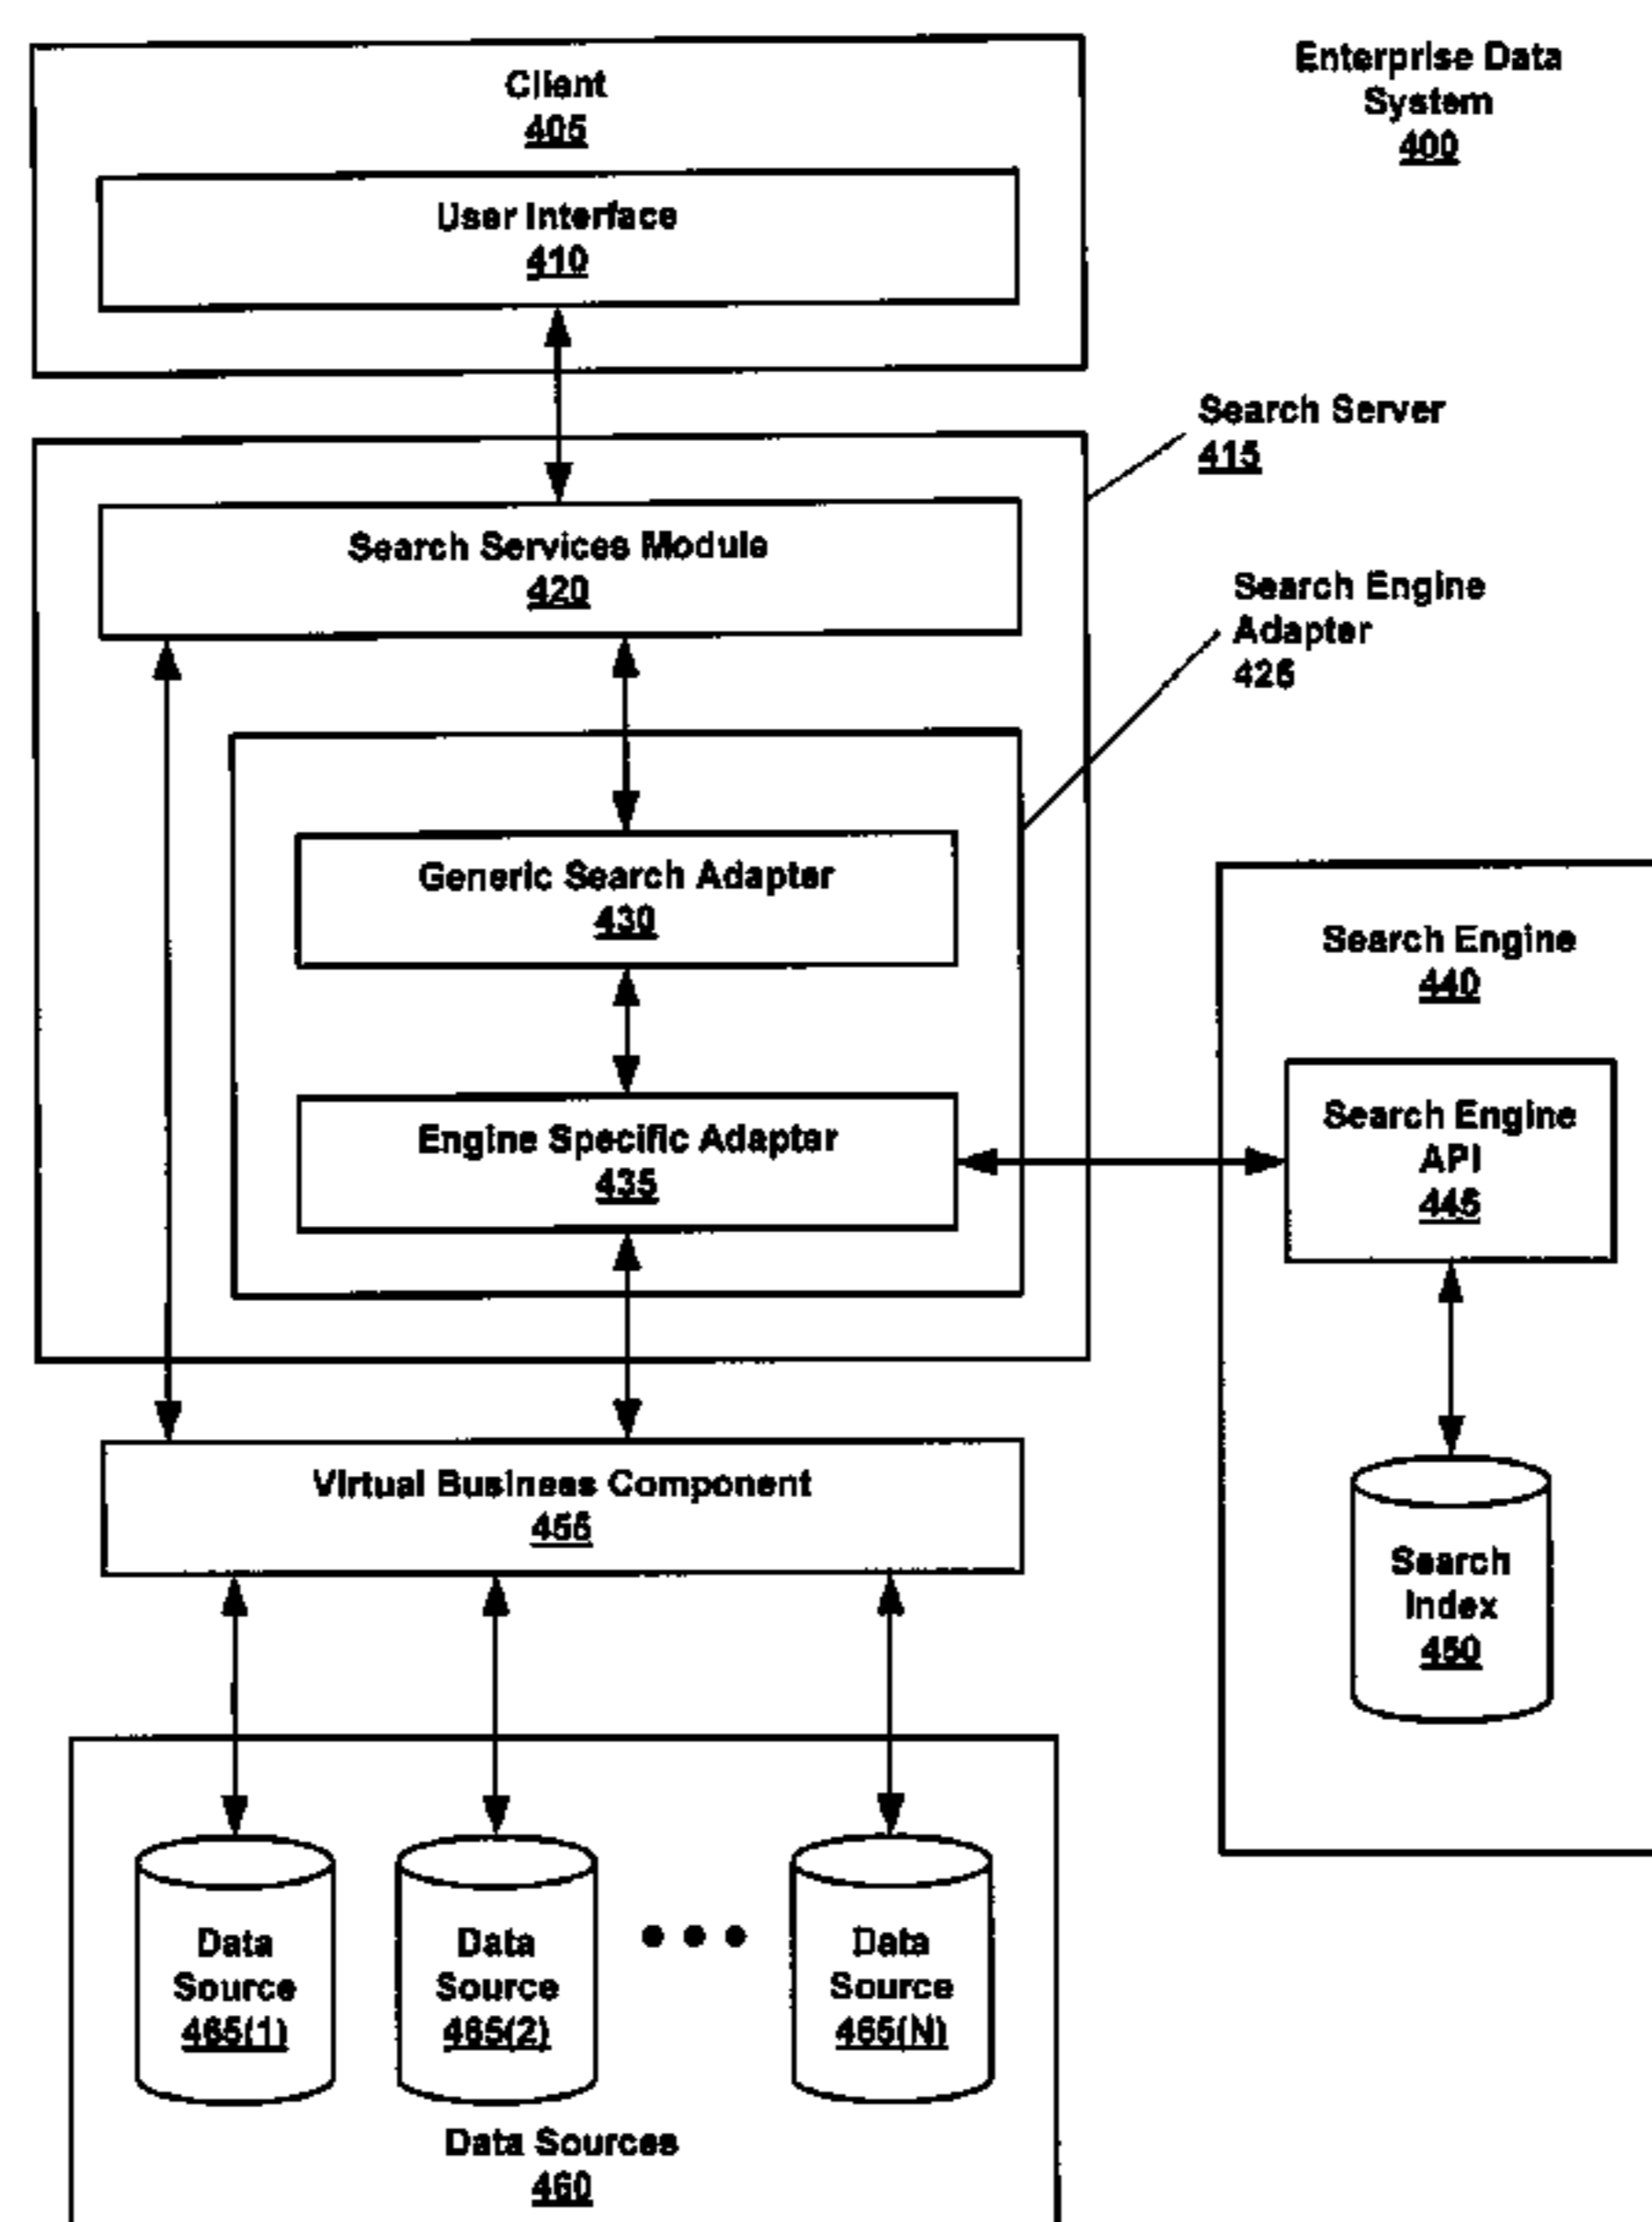 Enterprise Data
System
400
Client
405
User Interface
410
Search Server
415
Search Services Module
420
Search Engine
Adapter
425
Generic Search Adapter
430
Engine Specific Adapter
435
Search Engine
440
Search Engine
API
445
Search
Index
450
Virtual Business Component
455
Data
Source
465(1)
Data
Source
465(2)
Data
Source
465(N)
Data Sources
460